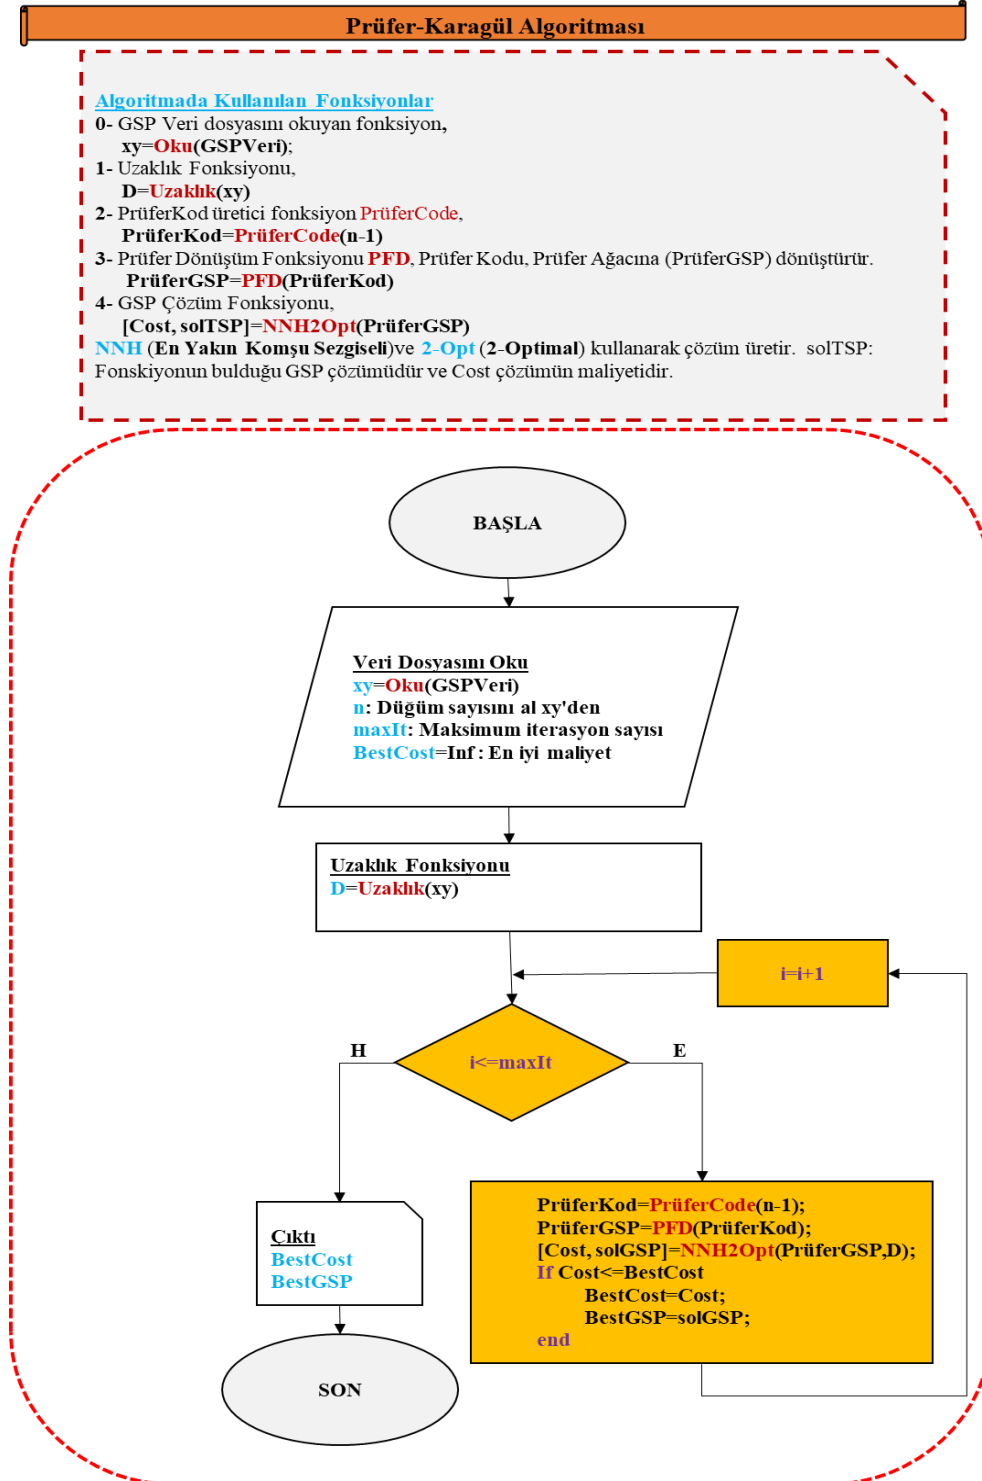 Prüfer-Karagül Algoritması
Algoritmada Kullanılan Fonksiyonlar
0- GSP Veri dosyasını okuyan fonksiyon,
xy=Oku(GSPVeri);
1- Uzaklık Fonksiyonu,
D=Uzaklık(xy)
2- PrüferKod üretici fonksiyon PrüferCode,
PrüferKod=PrüferCode(n-1)
3- Prüfer Dönüşüm Fonksiyonu PFD, Prüfer Kodu, Prüfer Ağacına (PrüferGSP) dönüştürür.
PrüferGSP=PFD(PrüferKod)
4- GSP Çözüm Fonksiyonu,
[Cost, solTSP]=NNH2Opt(PrüferGSP)
NNH (En Yakın Komşu Sezgiseli)ve 2-Opt (2-Optimal) kullanarak çözüm üretir. solTSP:
Fonskiyonun bulduğu GSP çözümüdür ve Cost çözümün maliyetidir.
BAŞLA
Veri Dosyasını Oku
xy=Oku(GSPVeri)
n: Düğüm sayısını al xy'den
maxIt: Maksimum iterasyon sayısı
BestCost=Inf : En iyi maliyet
Uzaklık Fonksiyonu
D=Uzaklık(xy)
i=i+1
i<=maxIt
H
E
PrüferKod=PrüferCode(n-1);
PrüferGSP=PFD(PrüferKod);
[Cost, solGSP]=NNH2Opt(PrüferGSP,D);
If Cost<=BestCost
BestCost=Cost;
BestGSP=solGSP;
end
Çıktı
BestCost
BestGSP
SON